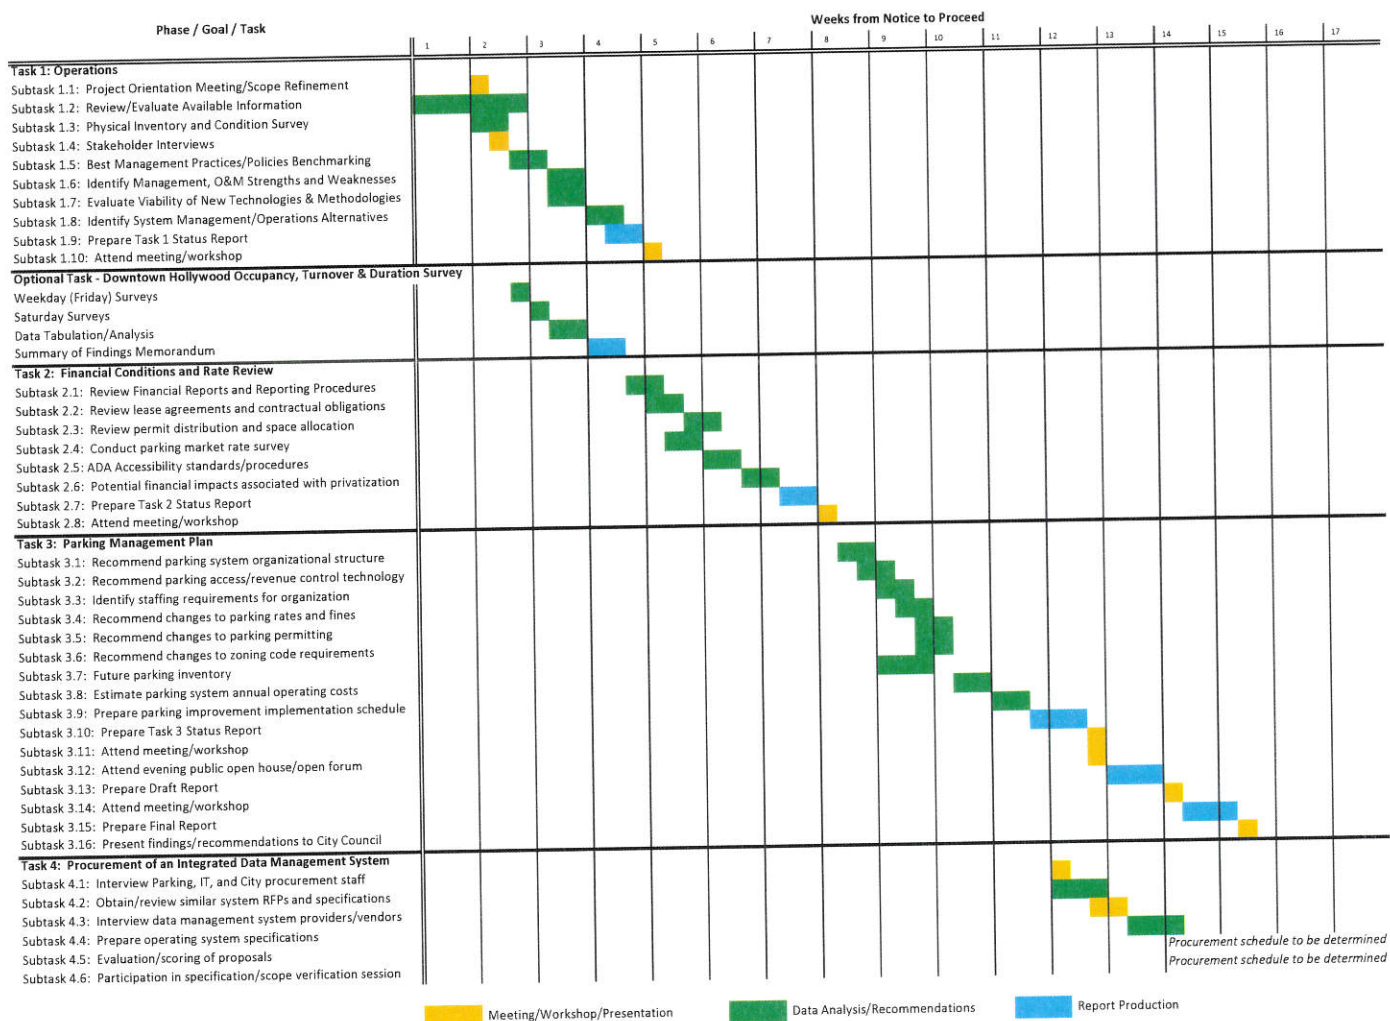 Weeks from Notice to Proceed
Phase / Goal / Task
1 2 3 4 5 6 7 8 9 10 11 12 13 14 15 16 17
Task 1: Operations
Subtask 1.1: Project Orientation Meeting/Scope Refinement
Subtask 1.2: Review/Evaluate Available Information
Subtask 1.3: Physical Inventory and Condition Survey
Subtask 1.4: Stakeholder Interviews
Subtask 1.5: Best Management Practices/Policies Benchmarking
Subtask 1.6: Identify Management, O&M Strengths and Weaknesses
Subtask 1.7: Evaluate Viability of New Technologies & Methodologies
Subtask 1.8: Identify System Management/Operations Alternatives
Subtask 1.9: Prepare Task 1 Status Report
Subtask 1.10: Attend meeting/workshop
Optional Task - Downtown Hollywood Occupancy, Turnover & Duration Survey
Weekday (Friday) Surveys
Saturday Surveys
Data Tabulation/Analysis
Summary of Findings Memorandum
Task 2: Financial Conditions and Rate Review
Subtask 2.1: Review Financial Reports and Reporting Procedures
Subtask 2.2: Review lease agreements and contractual obligations
Subtask 2.3: Review permit distribution and space allocation
Subtask 2.4: Conduct parking market rate survey
Subtask 2.5: ADA Accessibility standards/procedures
Subtask 2.6: Potential financial impacts associated with privatization
Subtask 2.7: Prepare Task 2 Status Report
Subtask 2.8: Attend meeting/workshop
Task 3: Parking Management Plan
Subtask 3.1: Recommend parking system organizational structure
Subtask 3.2: Recommend parking access/revenue control technology
Subtask 3.3: Identify staffing requirements for organization
Subtask 3.4: Recommend changes to parking rates and fines
Subtask 3.5: Recommend changes to parking permitting
Subtask 3.6: Recommend changes to zoning code requirements
Subtask 3.7: Future parking inventory
Subtask 3.8: Estimate parking system annual operating costs
Subtask 3.9: Prepare parking improvement implementation schedule
Subtask 3.10: Prepare Task 3 Status Report
Subtask 3.11: Attend meeting/workshop
Subtask 3.12: Attend evening public open house/open forum
Subtask 3.13: Prepare Draft Report
Subtask 3.14: Attend meeting/workshop
Subtask 3.15: Prepare Final Report
Subtask 3.16: Present findings/recommendations to City Council
Task 4: Procurement of an Integrated Data Management System
Subtask 4.1: Interview Parking, IT, and City procurement staff
Subtask 4.2: Obtain/review similar system RFPs and specifications
Subtask 4.3: Interview data management system providers/vendors
Subtask 4.4: Prepare operating system specifications
Subtask 4.5: Evaluation/scoring of proposals
Procurement schedule to be determined
Subtask 4.6: Participation in specification/scope verification session
Procurement schedule to be determined
Meeting/Workshop/Presentation
Data Analysis/Recommendations
Report Production